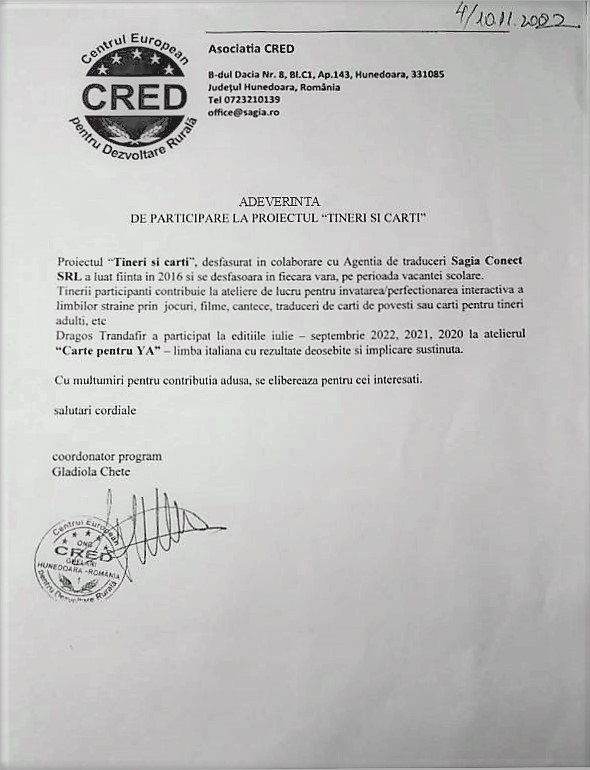 4/10.11.2022
Centrul European
CRED
pentru Dezvoltare Rurală
Asociatia CRED
B-dul Dacia Nr. 8, Bl.C1, Ap.143, Hunedoara, 331085
Județul Hunedoara, România
Tel 0723210139
office@sagia.ro
ADEVERINTA
DE PARTICIPARE LA PROIECTUL “TINERI SI CARTI”
Proiectul “Tineri si carti”, desfasurat in colaborare cu Agentia de traduceri Sagia Conect
SRL a luat fiinta in 2016 si se desfasoara in fiecara vara, pe perioada vacantei scolare.
Tinerii participanti contribuie la ateliere de lucru pentru invatarea/perfectionarea interactiva a
limbilor straine prin jocuri, filme, cantece, traduceri de carti de povesti sau carti pentru tineri
adulti, etc
Dragos Trandafir a participat la editiile iulie – septembrie 2022, 2021, 2020 la atelierul
“Carte pentru YA” – limba italiana cu rezultate deosebite si implicare sustinuta.
Cu multumiri pentru contributia adusa, se elibereaza pentru cei interesati.
salutari cordiale
coordonator program
Gladiola Chete
Centrul European
ONG
CRED
HUNEDOARA -ROMÂNIA
1
pentru Dezvoltare Rurală